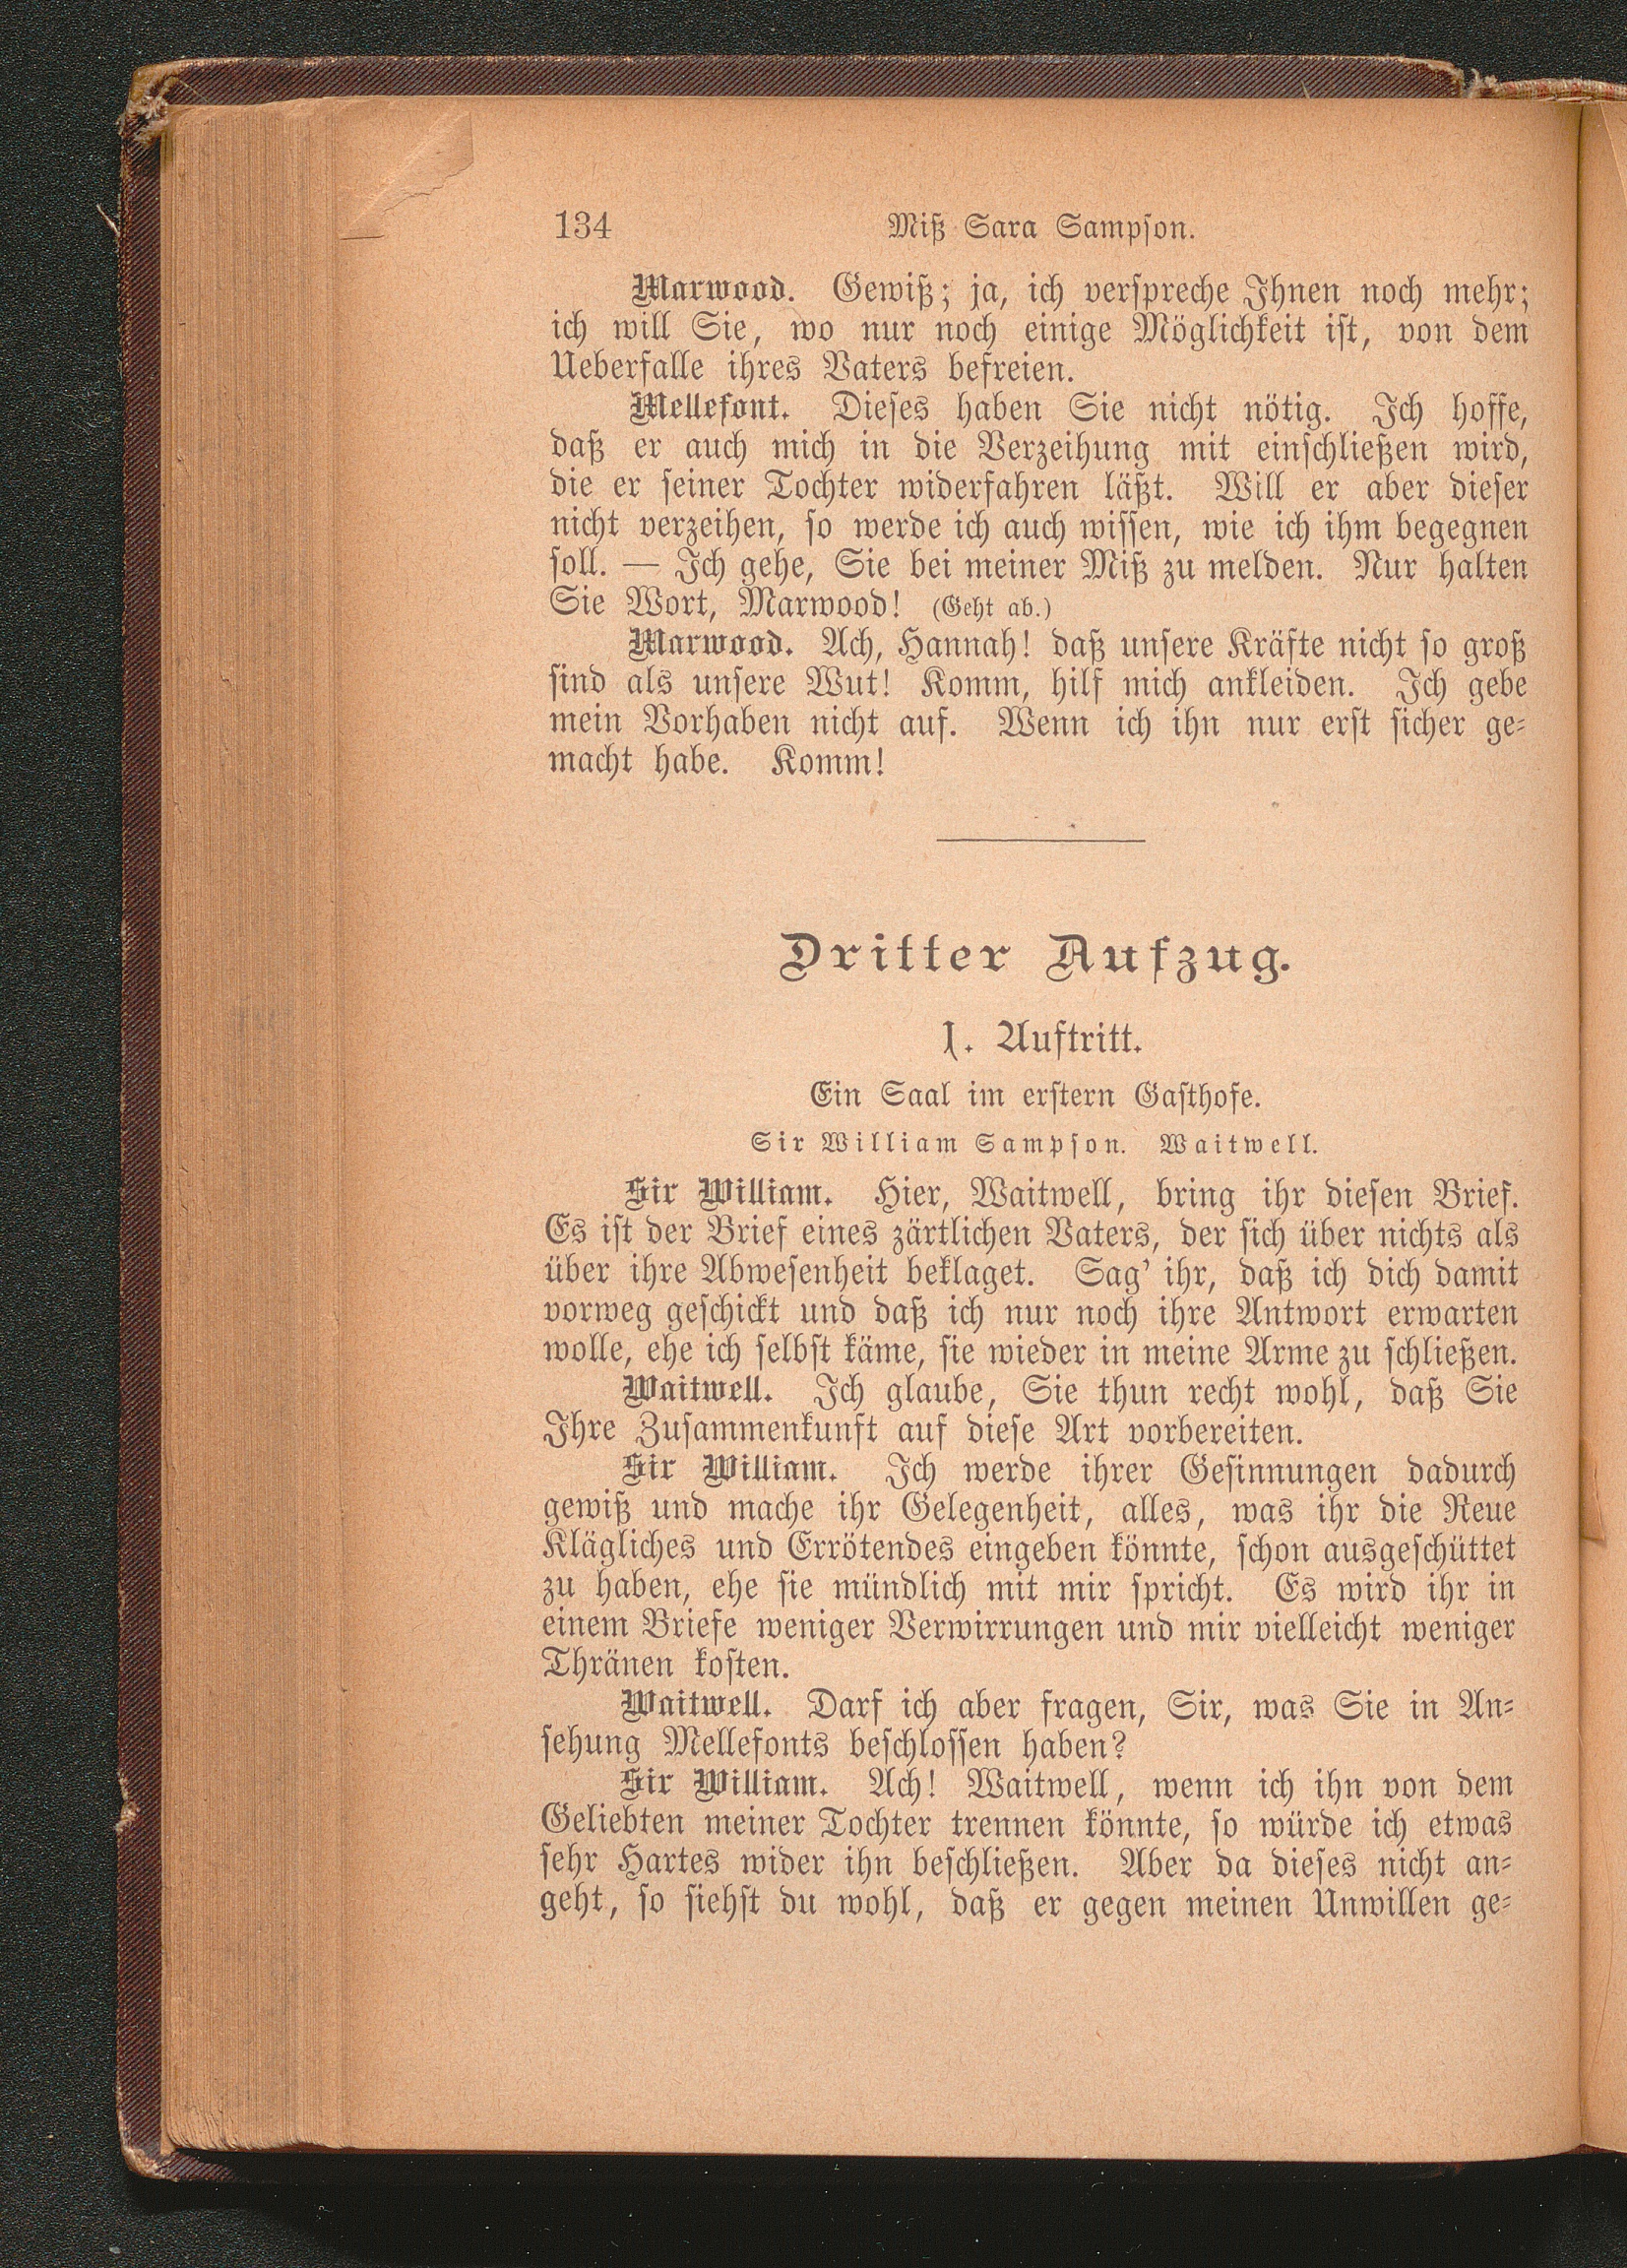 134 Miß Sara Sampson.
Marwood. Gewiß; ja, ich verspreche Ihnen noch mehr;
ich will Sie, wo nur noch einige Möglichkeit ist, von dem
Ueberfalle ihres Vaters befreien.
Mellefont. Dieses haben Sie nicht nötig. Ich hoffe,
daß er auch mich in die Verzeihung mit einschließen wird,
die er seiner Tochter widerfahren läßt. Will er aber dieser
nicht verzeihen, so werde ich auch wissen, wie ich ihm begegnen
soll. — Ich gehe, Sie bei meiner Miß zu melden. Nur halten
Sie Wort, Marwood! (Geht ab.)
Marwood. Ach, Hannah! daß unsere Kräfte nicht so groß
sind als unsere Wut! Komm, hilf mich ankleiden. Ich gebe
mein Vorhaben nicht auf. Wenn ich ihn nur erst sicher ge-
macht habe. Komm!
Dritter Aufzug.
1. Auftritt.
Ein Saal im erstern Gasthofe.
Sir William Sampson. Waitwell.
Sir William. Hier, Waitwell, bring ihr diesen Brief.
Es ist der Brief eines zärtlichen Vaters, der sich über nichts als
über ihre Abwesenheit beklaget. Sag' ihr, daß ich dich damit
vorweg geschickt und daß ich nur noch ihre Antwort erwarten
wolle, ehe ich selbst käme, sie wieder in meine Arme zu schließen.
Waitwell. Ich glaube, Sie thun recht wohl, daß Sie
Ihre Zusammenkunft auf diese Art vorbereiten.
Sir William. Ich werde ihrer Gesinnungen dadurch
gewiß und mache ihr Gelegenheit, alles, was ihr die Reue
Klägliches und Errötendes eingeben könnte, schon ausgeschüttet
zu haben, ehe sie mündlich mit mir spricht. Es wird ihr in
einem Briefe weniger Verwirrungen und mir vielleicht weniger
Thränen kosten.
Waitwell. Darf ich aber fragen, Sir, was Sie in An-
sehung Mellefonts beschlossen haben?
Sir William. Ach! Waitwell, wenn ich ihn von dem
Geliebten meiner Tochter trennen könnte, so würde ich etwas
sehr Hartes wider ihn beschließen. Aber da dieses nicht an-
geht, so siehst du wohl, daß er gegen meinen Unwillen ge-